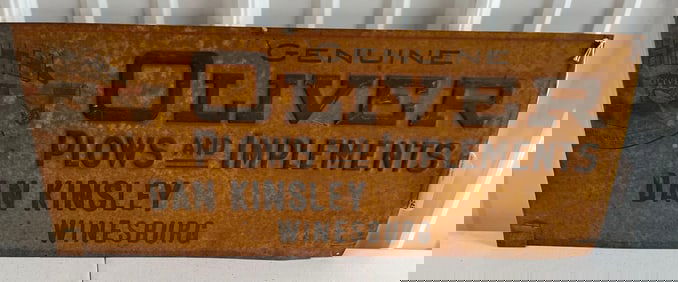 GENUINE
OLIVER
PLOWS AND IMPLEMENTS
DAN KINSLEY
WINESBURG